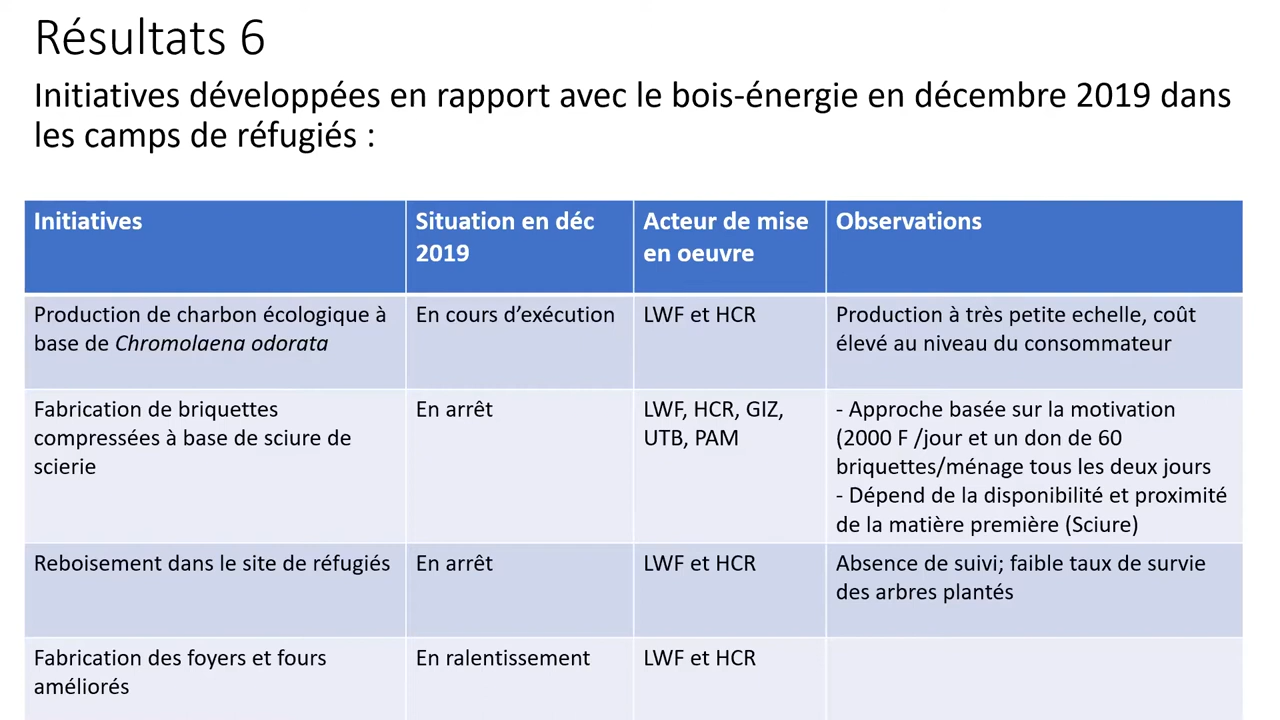 Résultats 6
Initiatives développées en rapport avec le bois-énergie en décembre 2019 dans
les camps de réfugiés :
Initiatives
Situation en déc
2019
Acteur de mise
en oeuvre
Observations
Production de charbon écologique à
base de Chromolaena odorata
En cours d’exécution
LWF et HCR
Production à très petite echelle, coût
élevé au niveau du consommateur
Fabrication de briquettes
compressées à base de sciure de
scierie
En arrêt
LWF, HCR, GIZ,
UTB, PAM
- Approche basée sur la motivation
(2000 F /jour et un don de 60
briquettes/ménage tous les deux jours
- Dépend de la disponibilité et proximité
de la matière première (Sciure)
Reboisement dans le site de réfugiés
En arrêt
LWF et HCR
Absence de suivi; faible taux de survie
des arbres plantés
Fabrication des foyers et fours
améliorés
En ralentissement
LWF et HCR